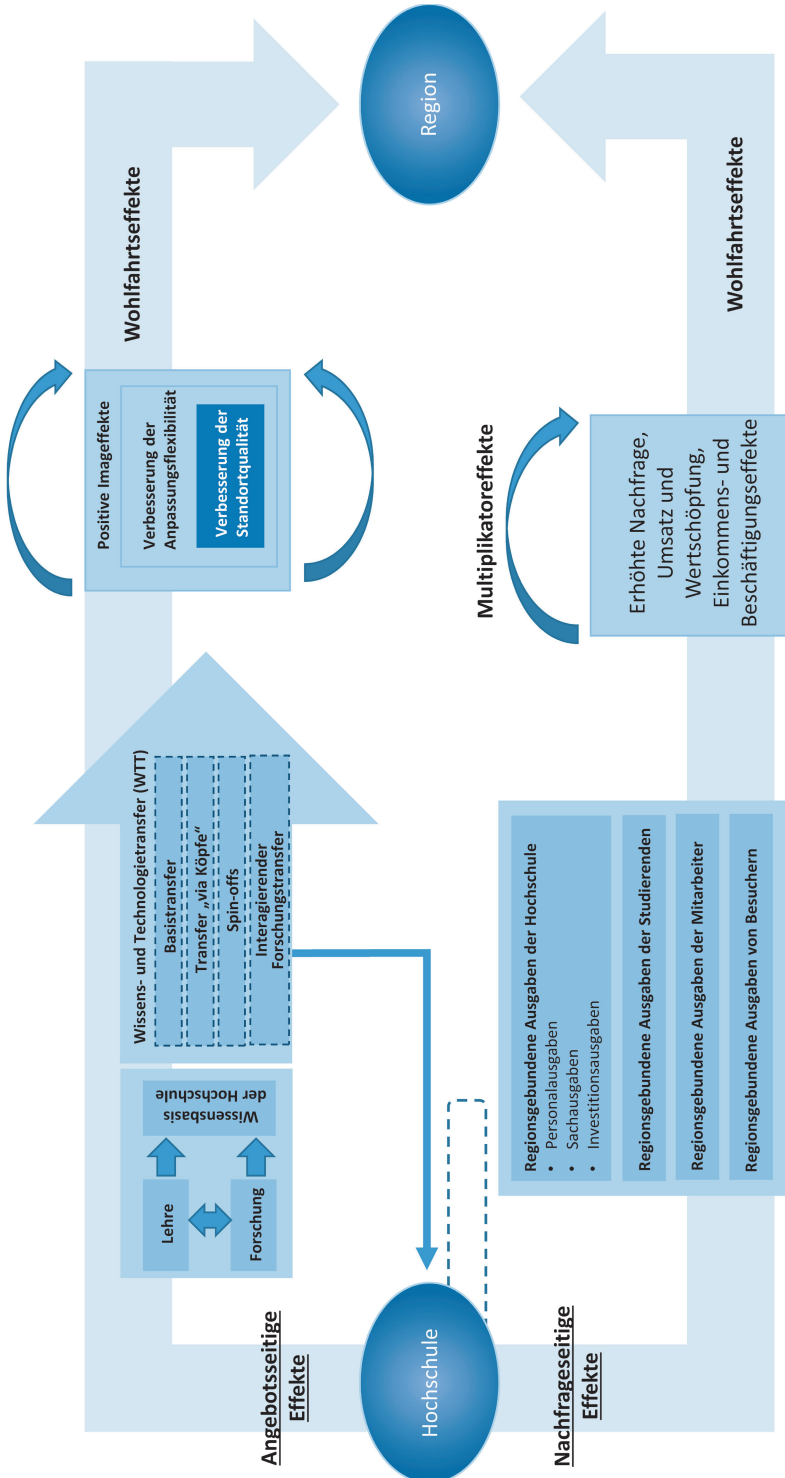 Angebotsseitige
Effekte
Lehre
Forschung
Wissensbasis
der Hochschule
Wissens- und Technologietransfer (WTT)
Basistransfer
Transfer „via Köpfe“
Spin-offs
Interagierender
Forschungstransfer
Positive Imageffekte
Verbesserung der
Anpassungsflexibilität
Verbesserung der
Standortqualität
Wohlfahrtseffekte
Hochschule
Region
Nachfrageseitige
Effekte
Regionsgebundene Ausgaben der Hochschule
• Personalausgaben
• Sachausgaben
• Investitionsausgaben
Regionsgebundene Ausgaben der Studierenden
Regionsgebundene Ausgaben der Mitarbeiter
Regionsgebundene Ausgaben von Besuchern
Multiplikatoreffekte
Erhöhte Nachfrage,
Umsatz und
Wertschöpfung,
Einkommens- und
Beschäftigungseffekte
Wohlfahrtseffekte